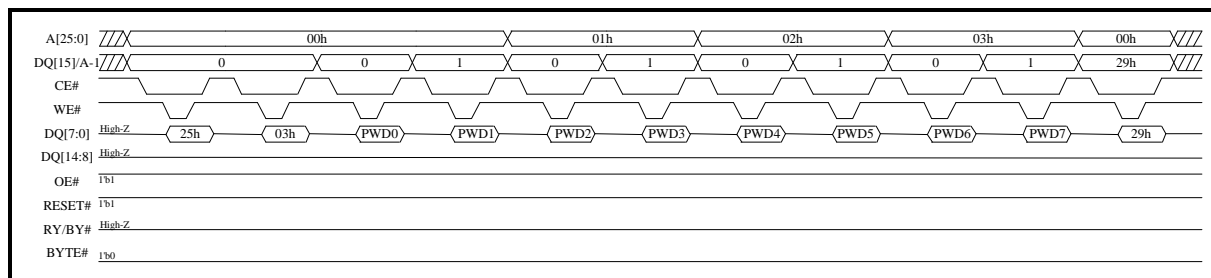 A[25:0] 00h 01h 02h 03h 00h
DQ[15]/A-1 0 0 1 0 1 0 1 0 1 29h
CE#
WE#
DQ[7:0] High-Z 25h 03h PWD0 PWD1 PWD2 PWD3 PWD4 PWD5 PWD6 PWD7 29h
DQ[14:8] High-Z
OE# 1'b1
RESET# 1'b1
RY/BY# High-Z
BYTE# 1'b0